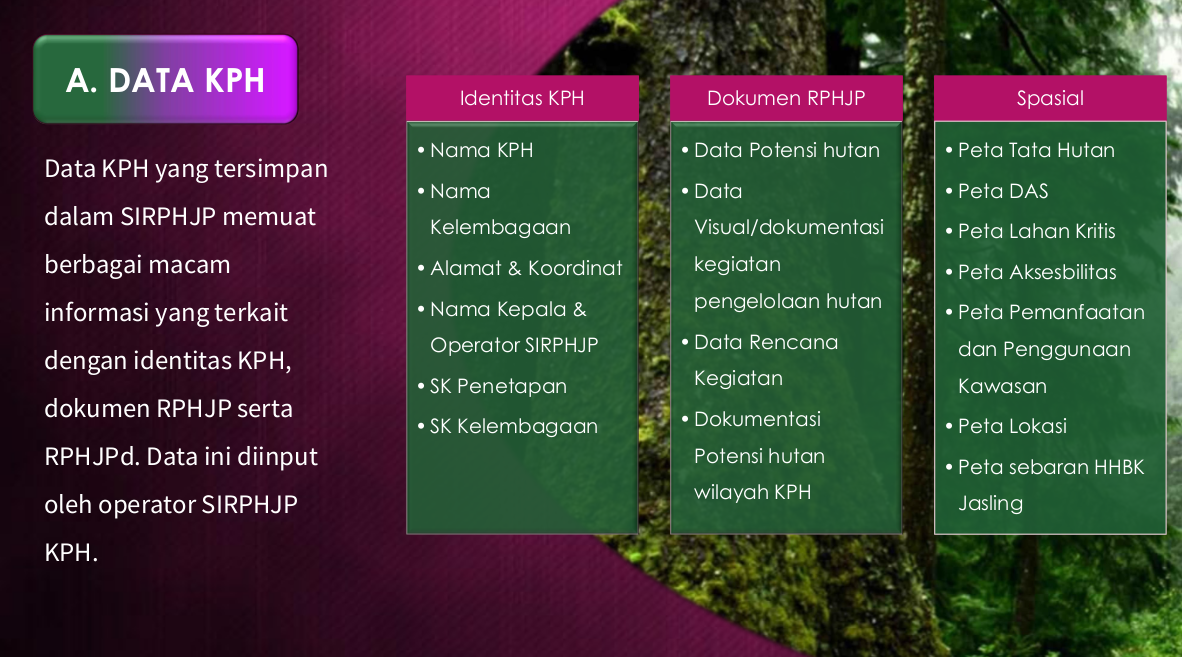 A. DATA KPH
Data KPH yang tersimpan
dalam SIRPHJP memuat
berbagai macam
informasi yang terkait
dengan identitas KPH,
dokumen RPHJP serta
RPHJPd. Data ini diinput
oleh operator SIRPHJP
KPH.
Identitas KPH
• Nama KPH
• Nama
Kelembagaan
• Alamat & Koordinat
• Nama Kepala &
Operator SIRPHJP
• SK Penetapan
• SK Kelembagaan
Dokumen RPHJP
• Data Potensi hutan
• Data
Visual/dokumentasi
kegiatan
pengelolaan hutan
• Data Rencana
Kegiatan
• Dokumentasi
Potensi hutan
wilayah KPH
Spasial
• Peta Tata Hutan
• Peta DAS
• Peta Lahan Kritis
• Peta Aksesbilitas
• Peta Pemanfaatan
dan Penggunaan
Kawasan
• Peta Lokasi
• Peta sebaran HHBK
Jasling